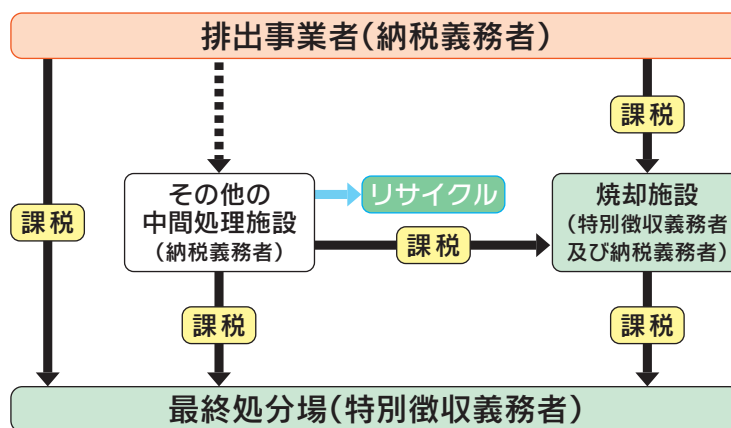 排出事業者(納税義務者)
課税
課税
その他の
中間処理施設
(納税義務者)
リサイクル
課税
焼却施設
(特別徴収義務者
及び納税義務者)
課税
課税
最終処分場(特別徴収義務者)